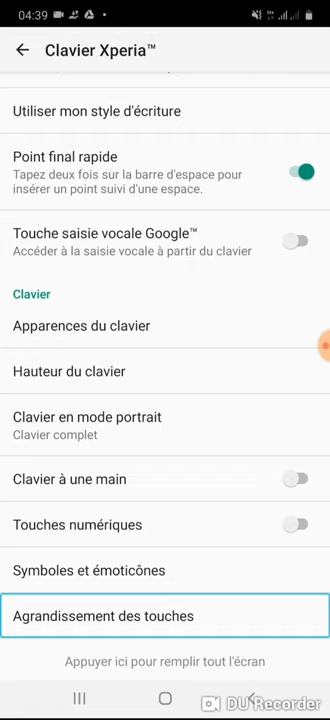 04:39
Clavier Xperia™
Utiliser mon style d'écriture
Point final rapide
Tapez deux fois sur la barre d'espace pour
insérer un point suivi d'une espace.
Touche saisie vocale Google™
Accéder à la saisie vocale à partir du clavier
Clavier
Apparences du clavier
Hauteur du clavier
Clavier en mode portrait
Clavier complet
Clavier à une main
Touches numériques
Symboles et émoticônes
Agrandissement des touches
Appuyer ici pour remplir tout l'écran
DU Recorder